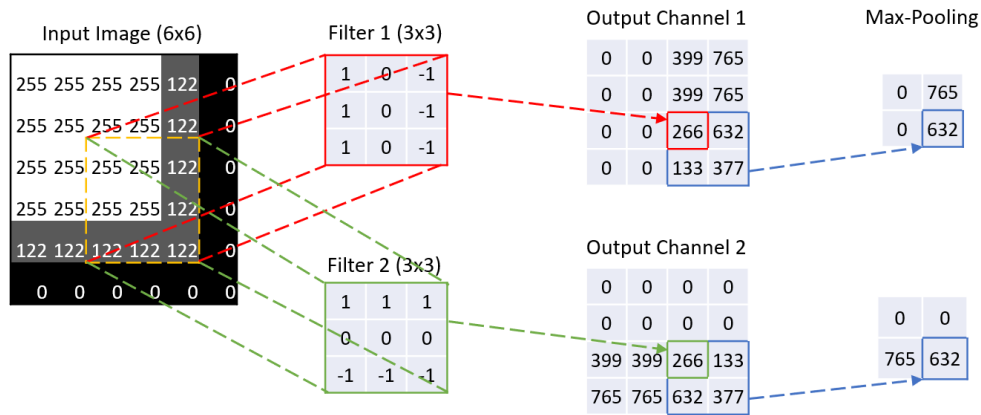 Input Image (6x6)
255 255 255 255 122 0
255 255 255 255 122 0
255 255 255 255 122 0
255 255 255 255 122 0
122 122 122 122 122 0
0 0 0 0 0 0
Filter 1 (3x3)
1 0 -1
1 0 -1
1 0 -1
Filter 2 (3x3)
1 1 1
0 0 0
-1 -1 -1
Output Channel 1
0 0 399 765
0 0 399 765
0 0 266 632
0 0 133 377
Output Channel 2
0 0 0 0
0 0 0 0
399 399 266 133
765 765 632 377
Max-Pooling
0 765
0 632
0 0
765 632